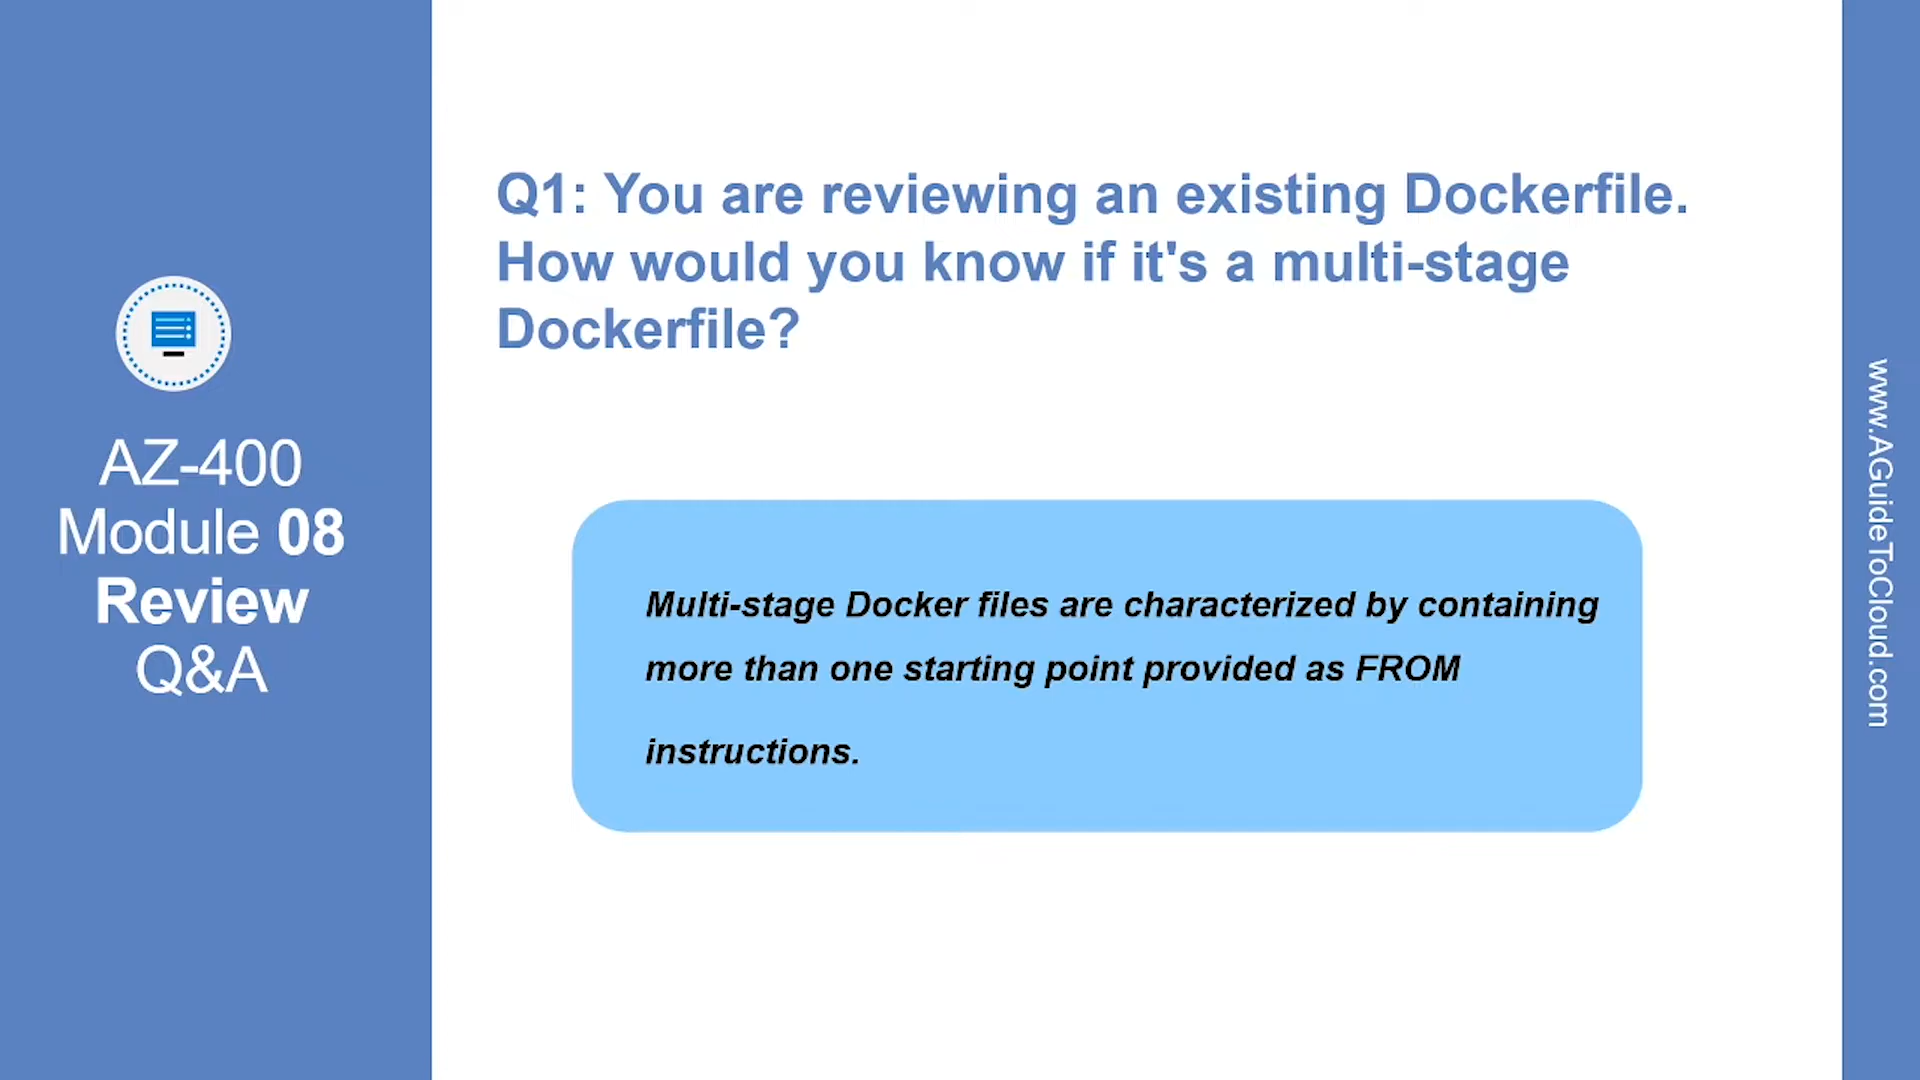 AZ-400
Module 08
Review
Q&A
Q1: You are reviewing an existing Dockerfile.
How would you know if it's a multi-stage
Dockerfile?
Multi-stage Docker files are characterized by containing
more than one starting point provided as FROM
instructions.
www.AGuideToCloud.com